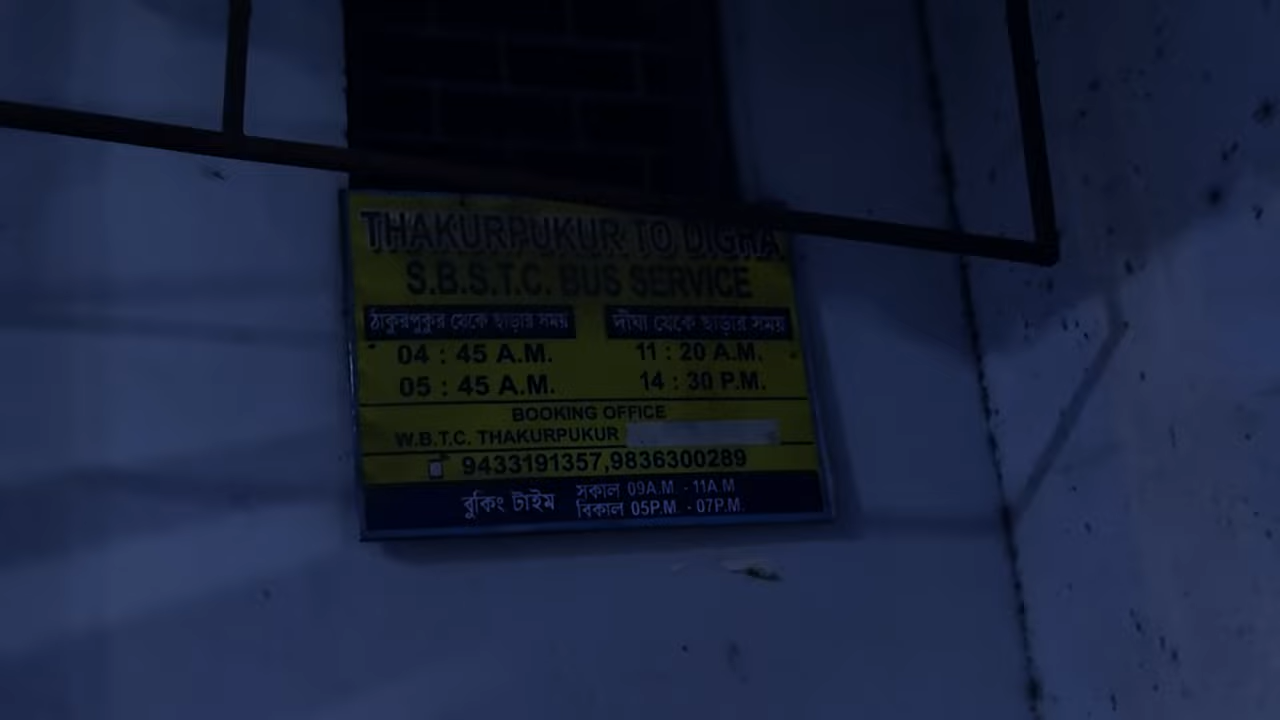 THAKURPUKUR TO DIGHA
S.B.S.T.C. BUS SERVICE
ঠাকুরপুকুর থেকে ছাড়ার সময় দীঘা থেকে ছাড়ার সময়
04 : 45 A.M. 11 : 20 A.M.
05 : 45 A.M. 14 : 30 P.M.
BOOKING OFFICE
W.B.T.C. THAKURPUKUR
9433191357,9836300289
বুকিং টাইম সকাল 09A.M. - 11A.M
বিকাল 05P.M. - 07P.M.